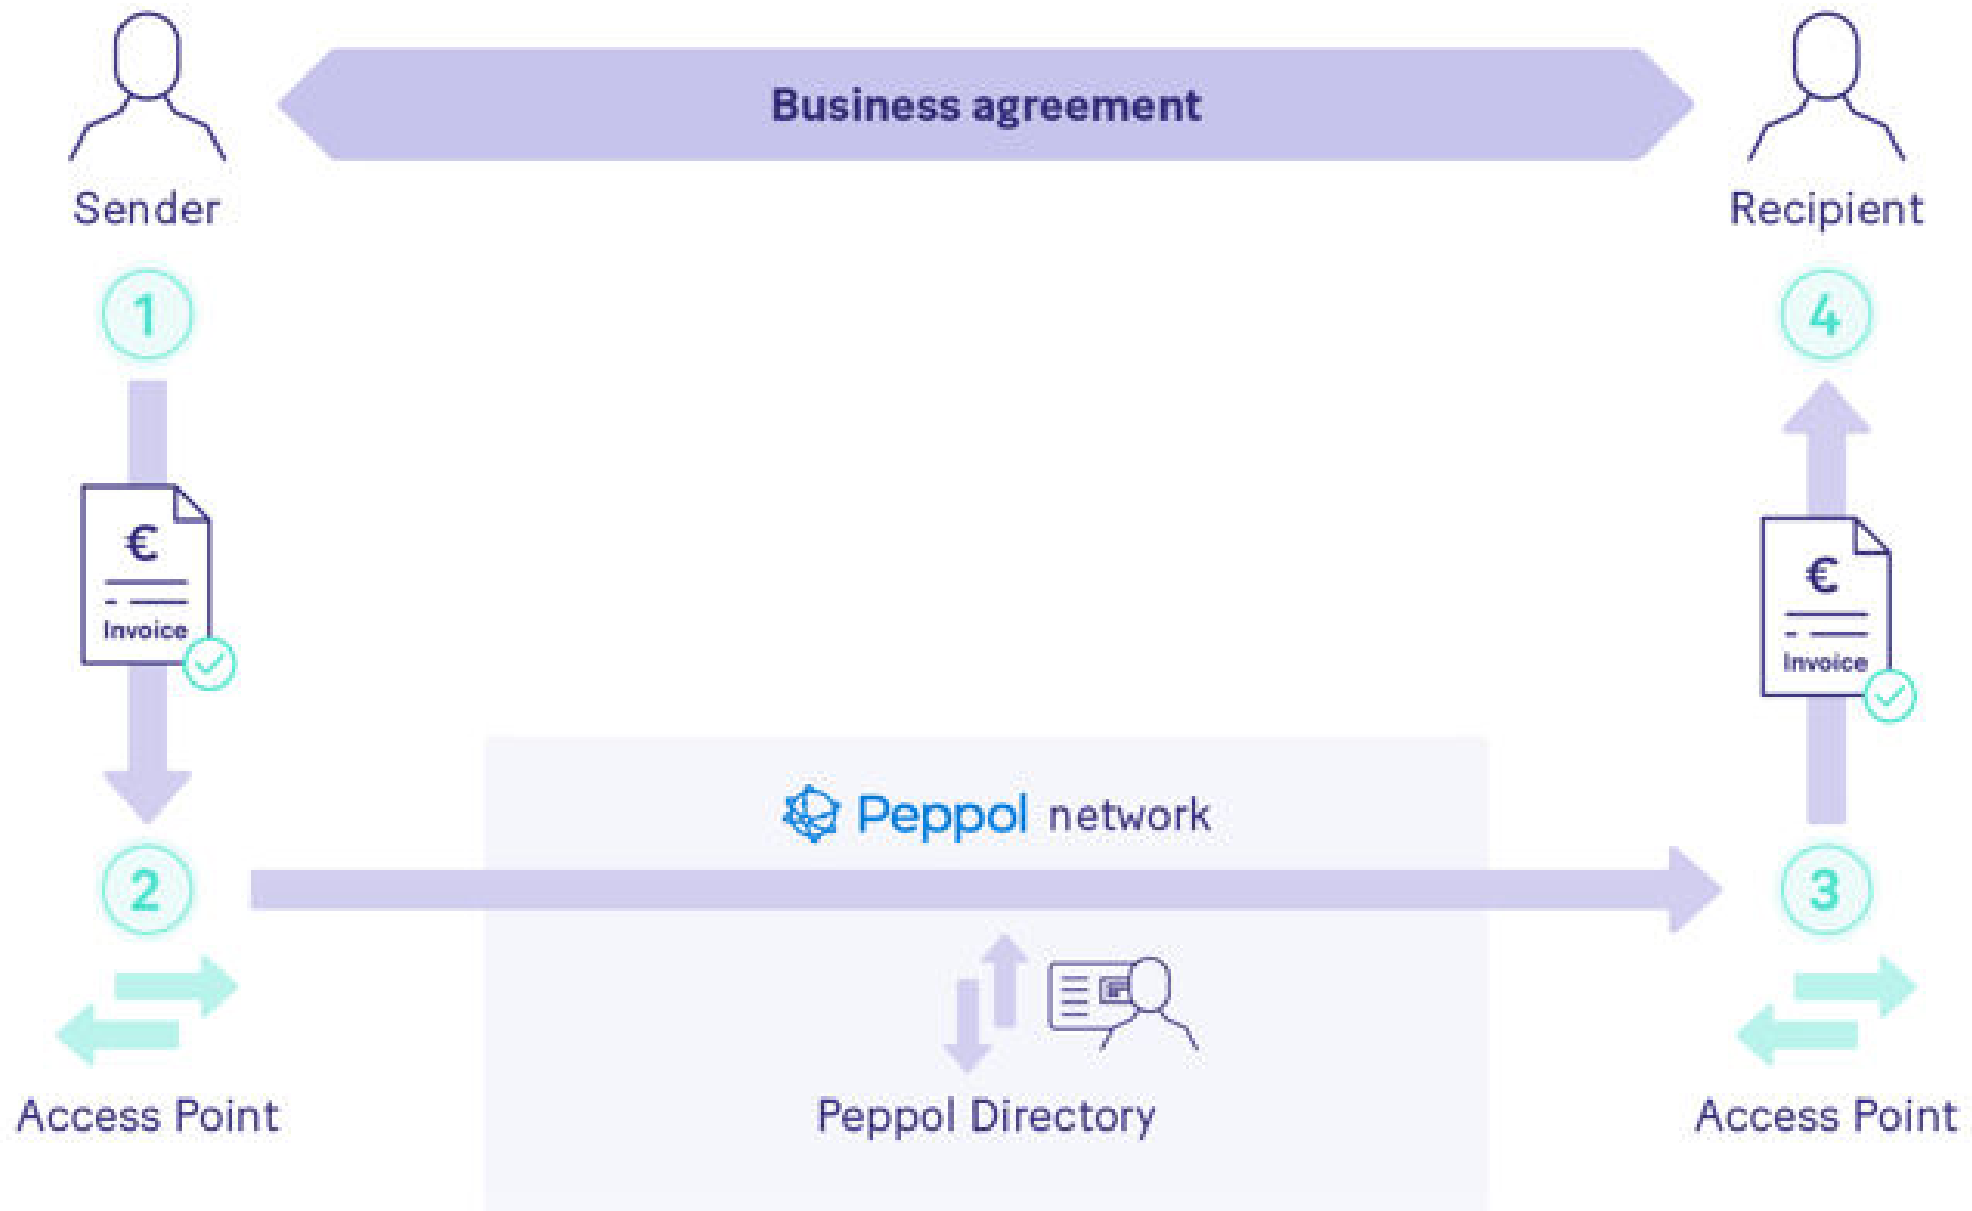 Business agreement
Sender
Recipient
1
4
€
Invoice
€
Invoice
Peppol network
2
3
Access Point
Peppol Directory
Access Point